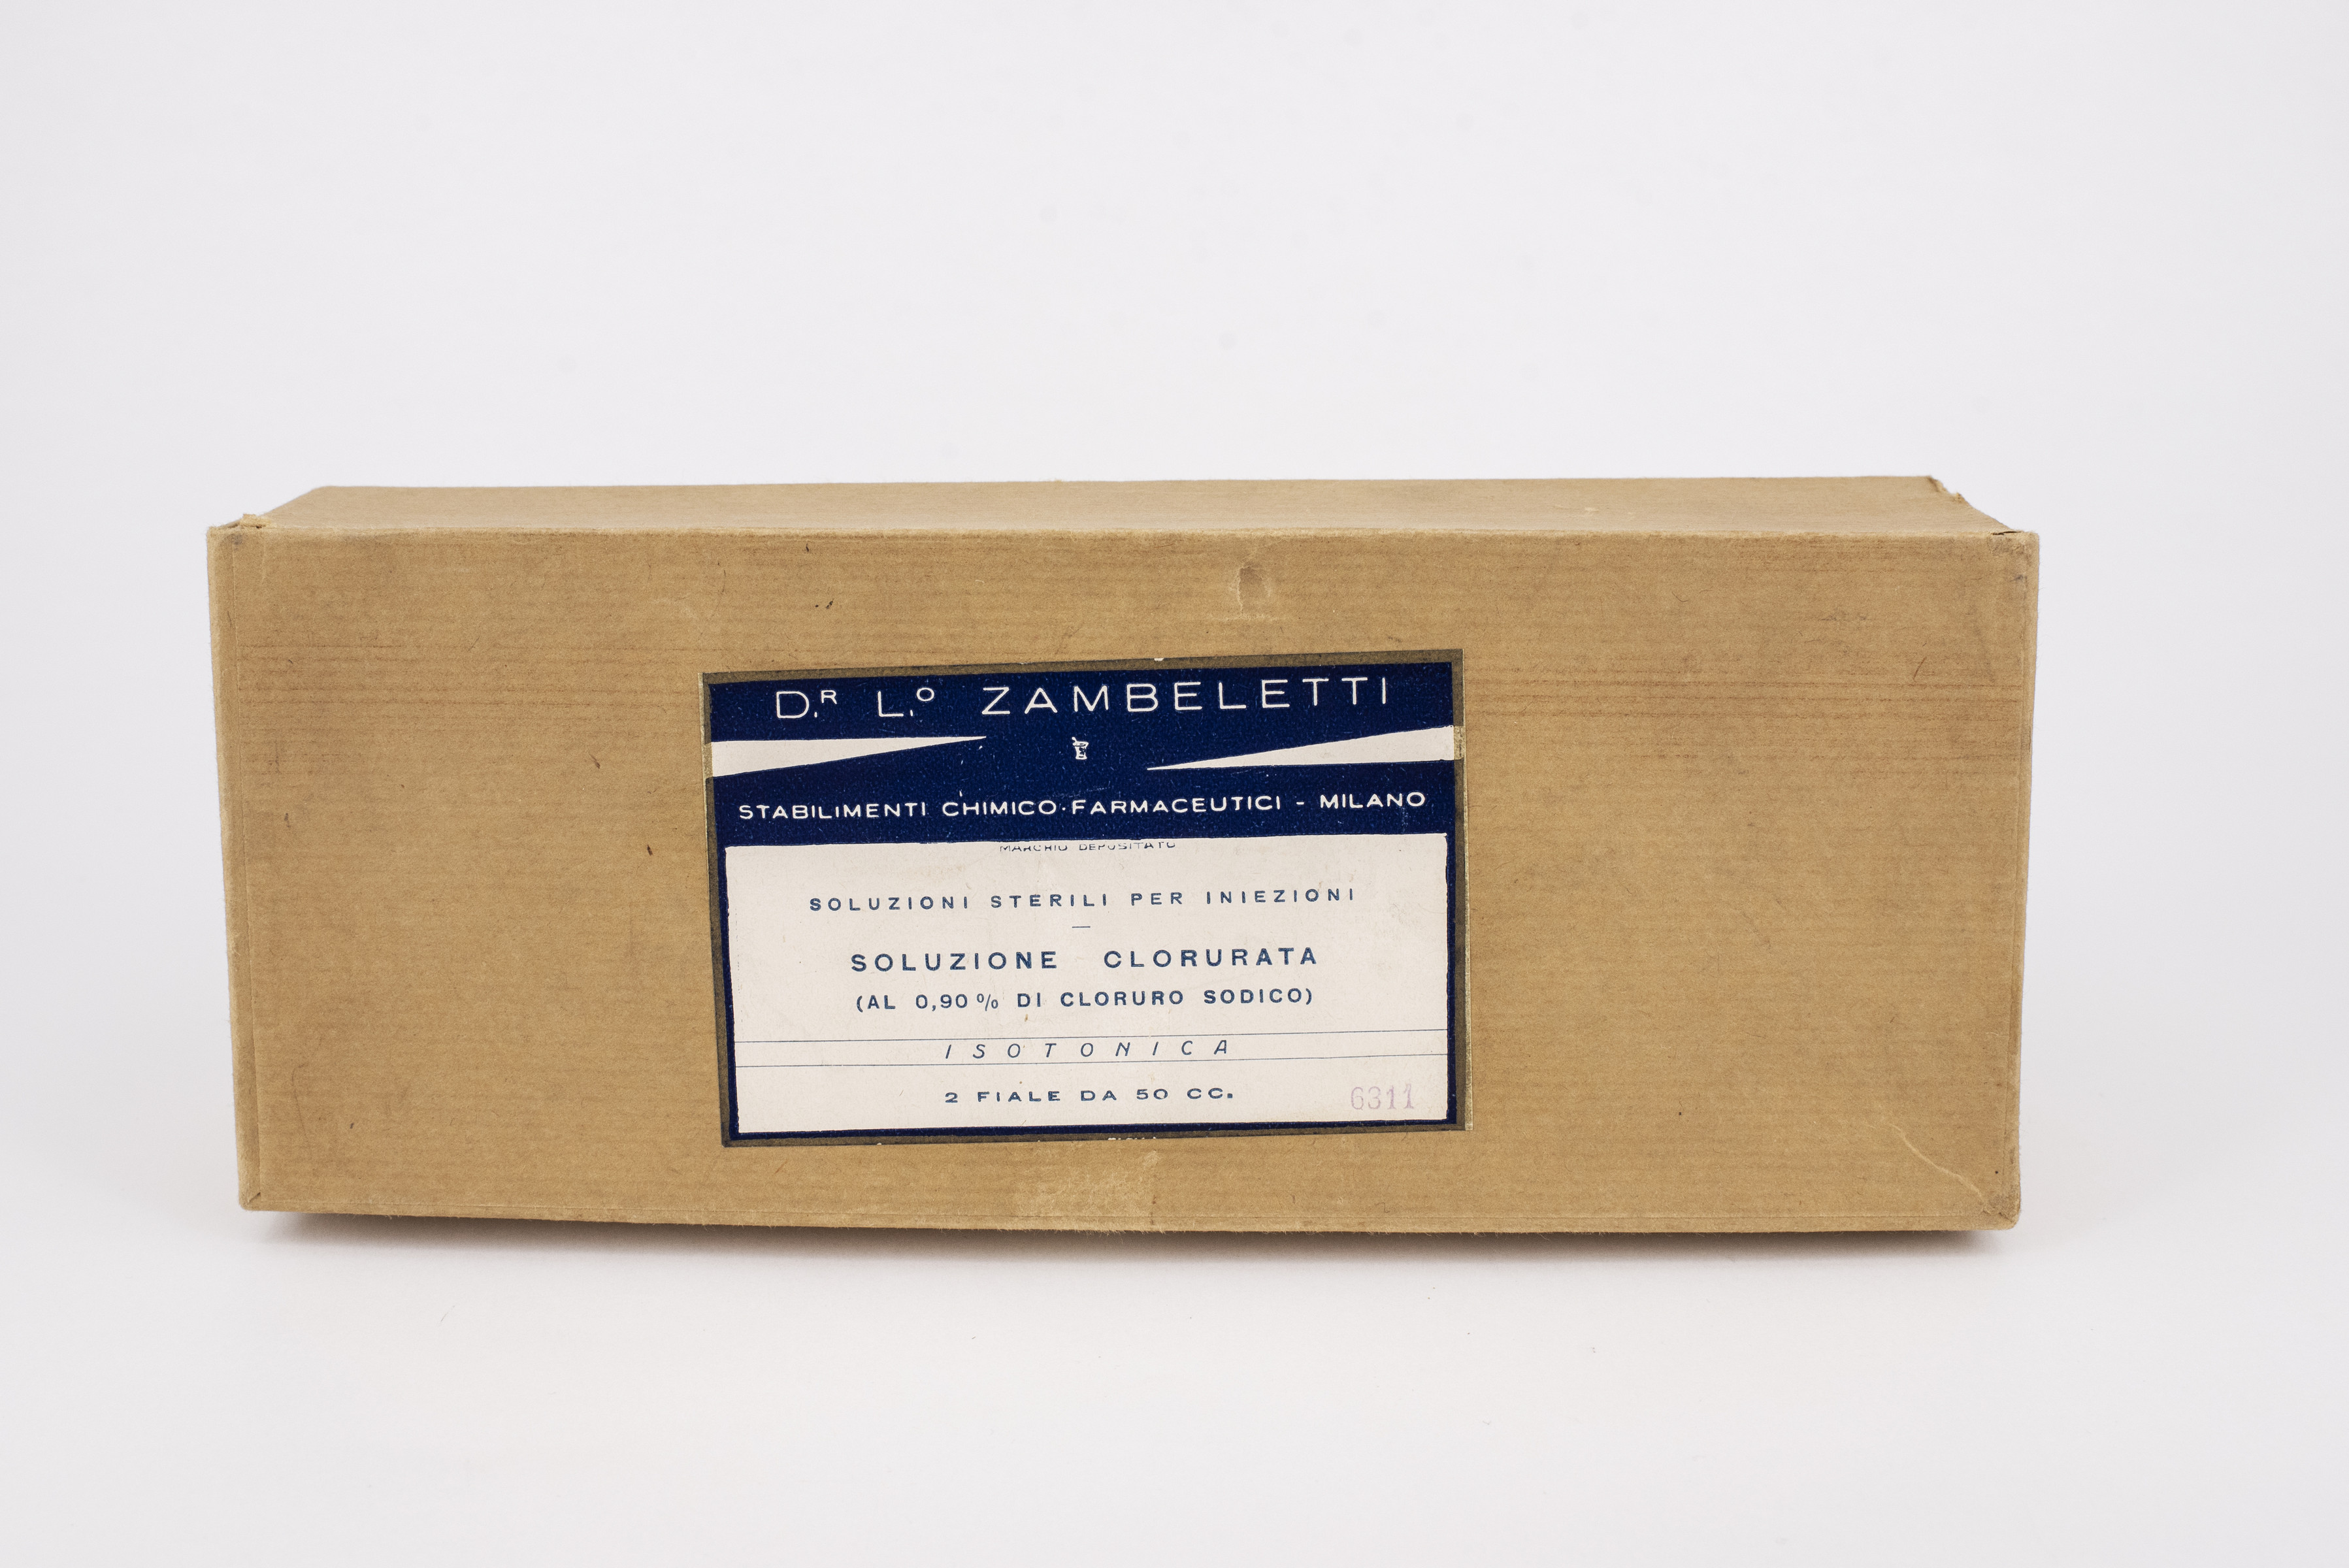 D.R L.O ZAMBELETTI
STABILIMENTI CHIMICO-FARMACEUTICI - MILANO
MARCHIO DEPOSITATO
SOLUZIONI STERILI PER INIEZIONI
—
SOLUZIONE CLORURATA
(AL 0,90% DI CLORURO SODICO)
ISOTONICA
2 FIALE DA 50 CC.
6311